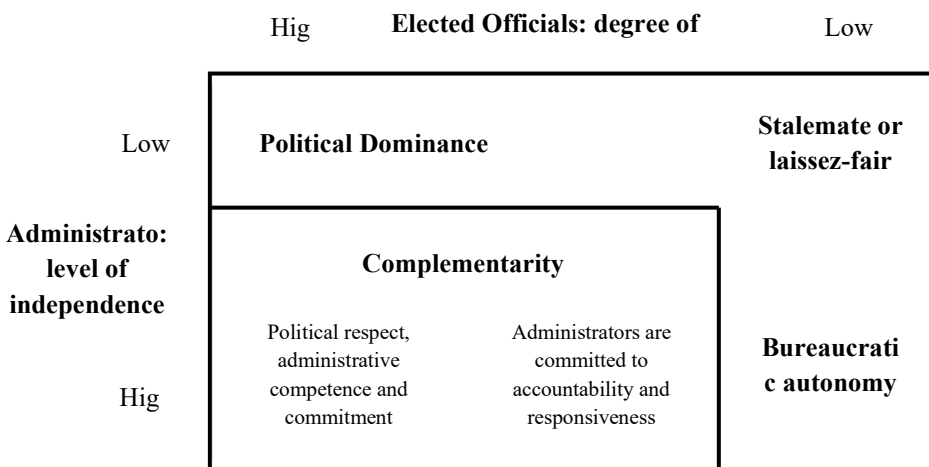 Hig Elected Officials: degree of Low
Low
Political Dominance
Stalemate or
laissez-fair
Administrato:
level of
independence
Complementarity
Political respect,
administrative
competence and
commitment
Administrators are
committed to
accountability and
responsiveness
Bureaucrati
c autonomy
Hig